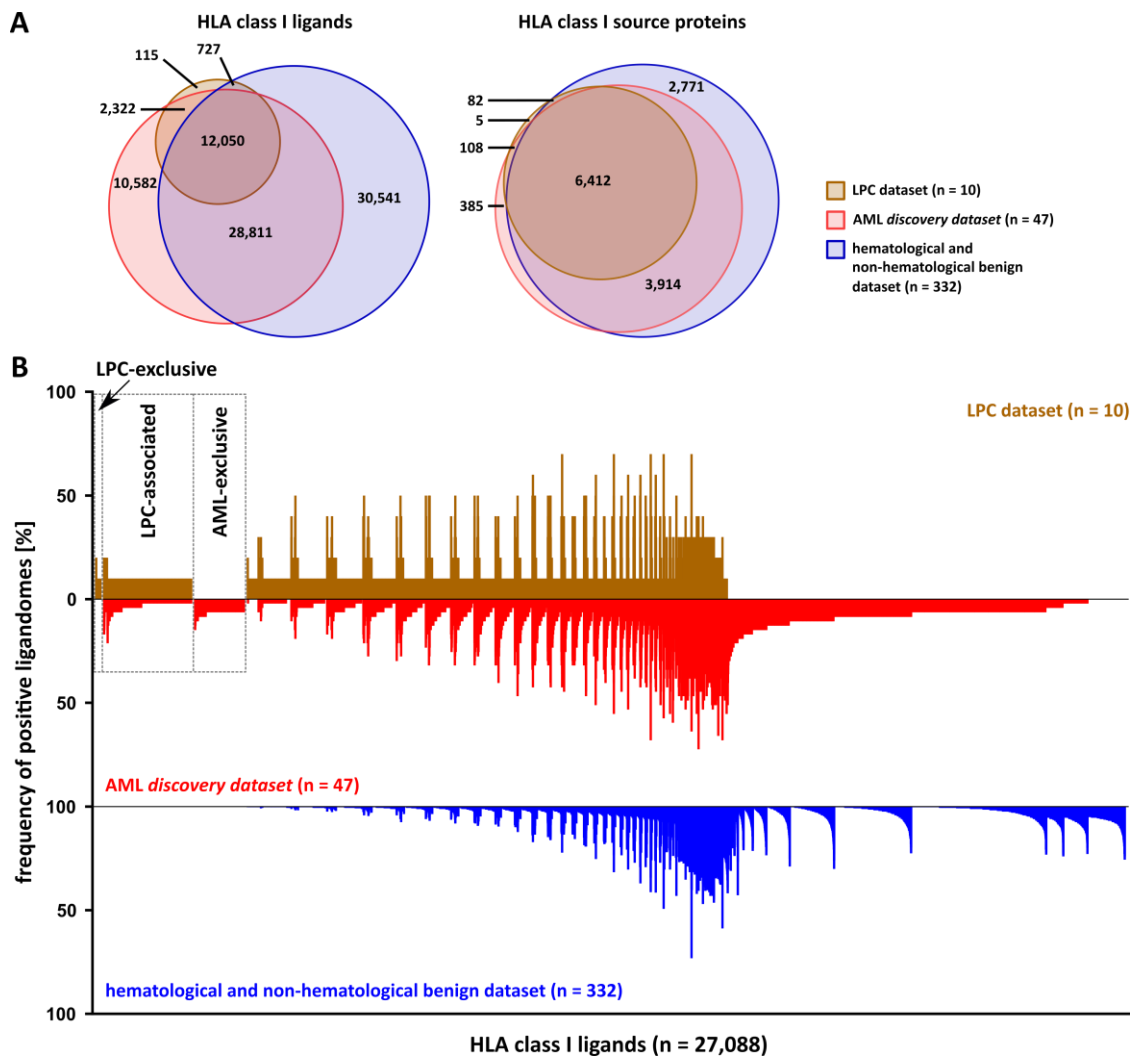 A
HLA class I ligands
HLA class I source proteins
115
727
2,322
12,050
10,582
28,811
30,541
82
5
108
385
6,412
2,771
3,914
LPC dataset (n = 10)
AML discovery dataset (n = 47)
hematological and
non-hematological benign
dataset (n = 332)
B
LPC-exclusive
LPC-associated
AML-exclusive
LPC dataset (n = 10)
frequency of positive ligandomes [%]
100
50
0
50
100
50
100
AML discovery dataset (n = 47)
hematological and non-hematological benign dataset (n = 332)
HLA class I ligands (n = 27,088)